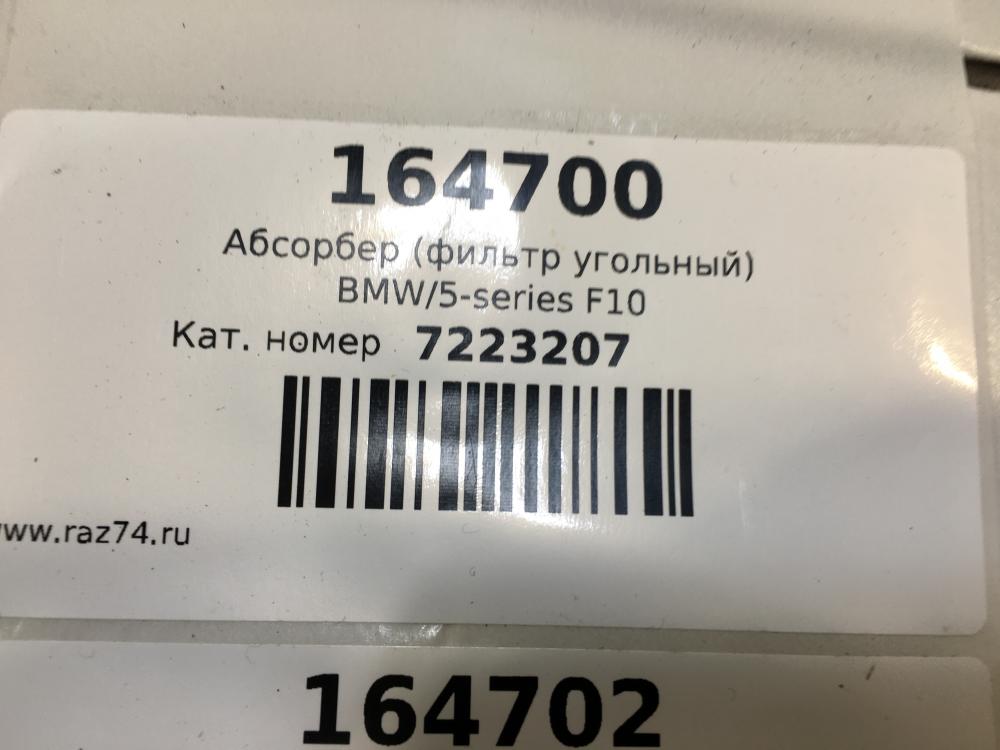 164700
Абсорбер (фильтр угольный)
BMW/5-series F10
Кат. номер 7223207
www.raz74.ru
164702